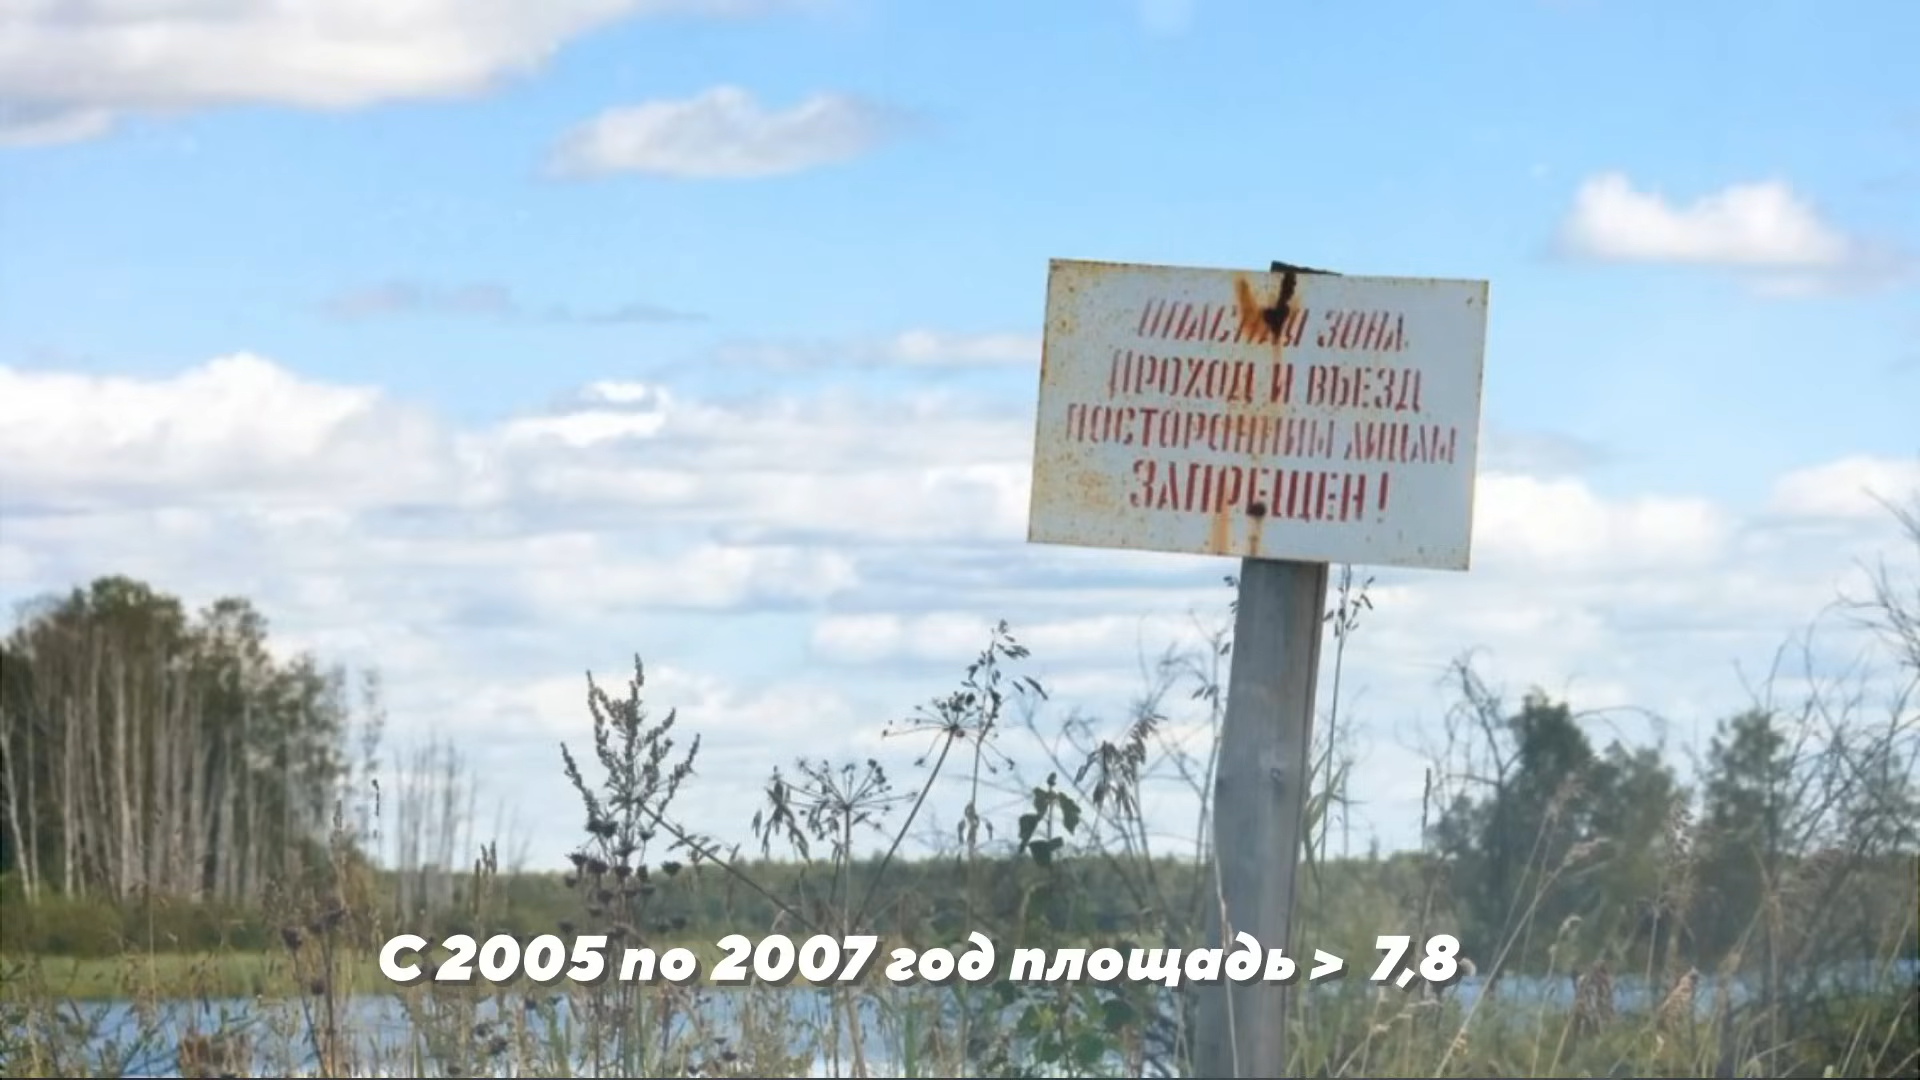 ОПАСНАЯ ЗОНА
ПРОХОД И ВЪЕЗД
ПОСТОРОННИМ ЛИЦАМ
ЗАПРЕЩЕН!
С 2005 по 2007 год площадь > 7,8